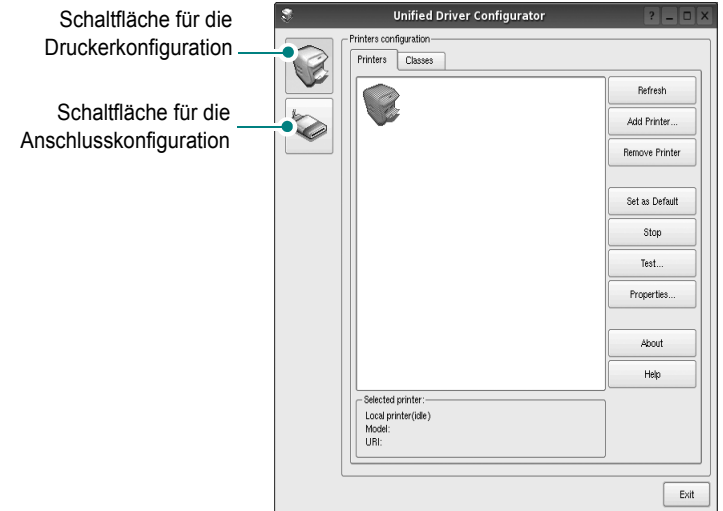 Schaltfläche für die
Druckerkonfiguration
Schaltfläche für die
Anschlusskonfiguration
Unified Driver Configurator
?
Printers configuration
Printers Classes
Refresh
Add Printer...
Remove Printer
Set as Default
Stop
Test...
Properties...
About
Help
Selected printer:
Local printer(idle)
Model:
URI:
Exit